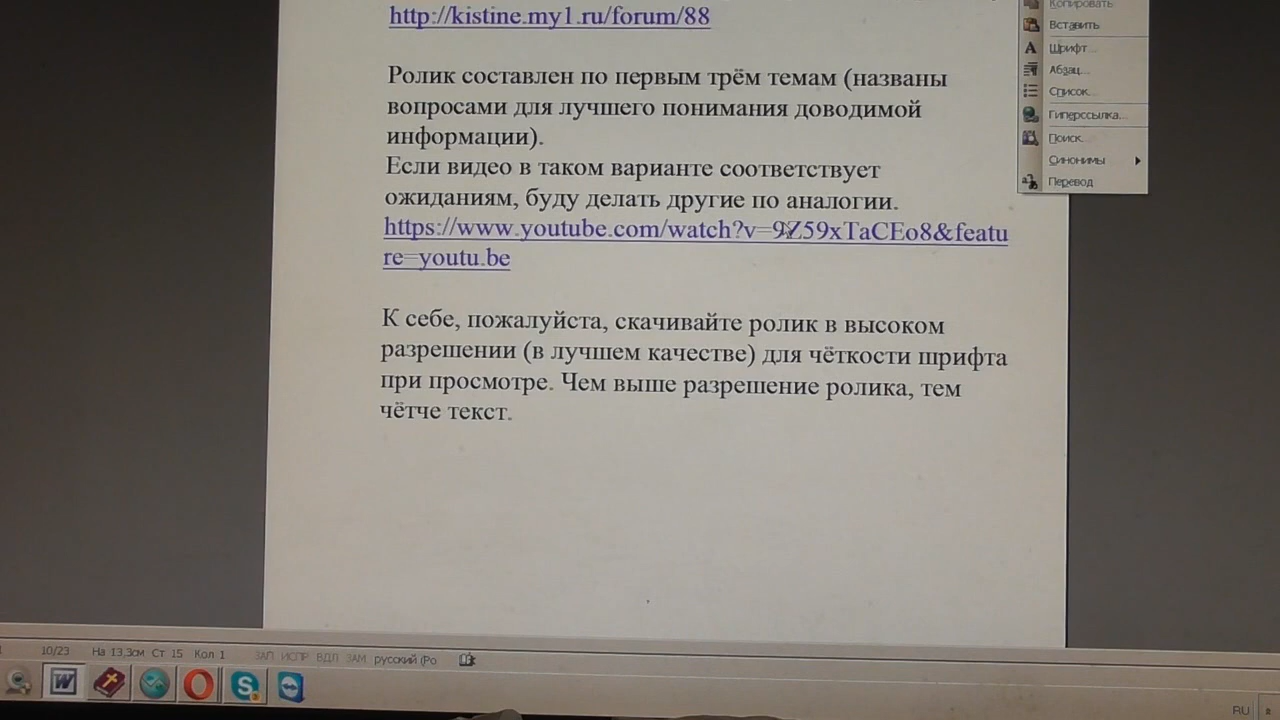 http://kistine.my1.ru/forum/88
Ролик составлен по первым трём темам (названы
вопросами для лучшего понимания доводимой
информации).
Если видео в таком варианте соответствует
ожиданиям, буду делать другие по аналогии.
https://www.youtube.com/watch?v=9Z59xTaCEo8&featu
re=youtu.be
К себе, пожалуйста, скачивайте ролик в высоком
разрешении (в лучшем качестве) для чёткости шрифта
при просмотре. Чем выше разрешение ролика, тем
чётче текст.
Копировать
Вставить
Шрифт...
Абзац...
Список...
Гиперссылка...
Поиск...
Синонимы
Перевод
10/23 На 13,3см Ст 15 Кол 1 ЗАП ИСПР ВДЛ ЗАМ русский (Ро
RU